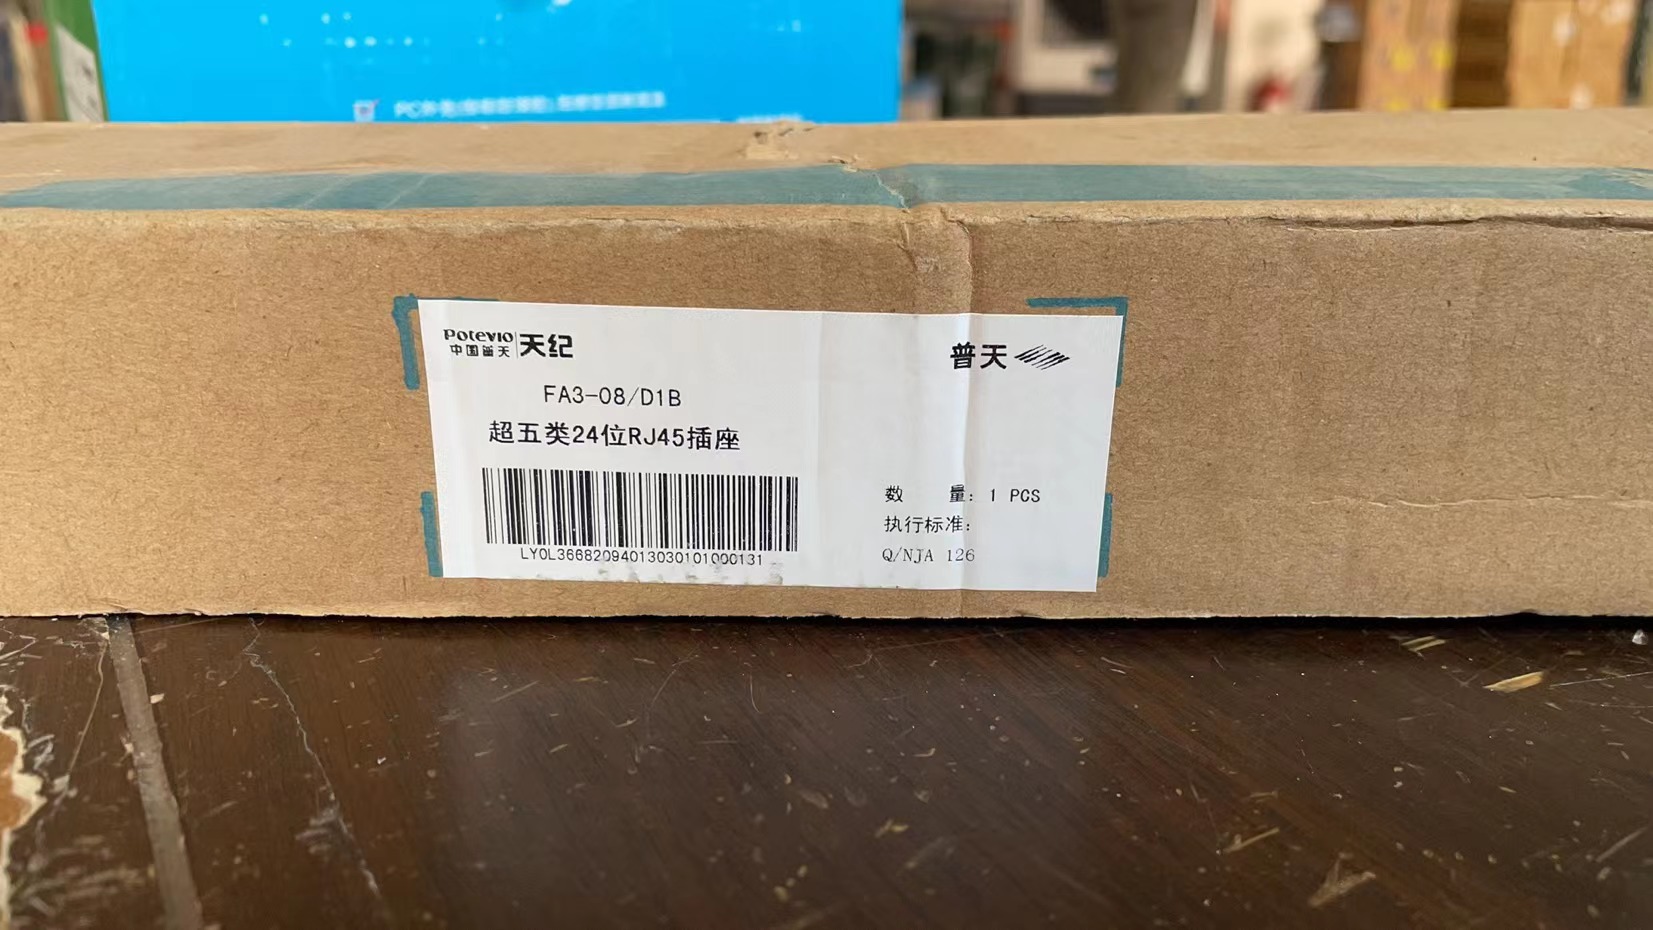 POTEVIO
中国普天
天纪
普天
FA3-08/D1B
超五类24位RJ45插座
LY0L36682094013030101000131
数 量: 1 PCS
执行标准:
Q/NJA 126